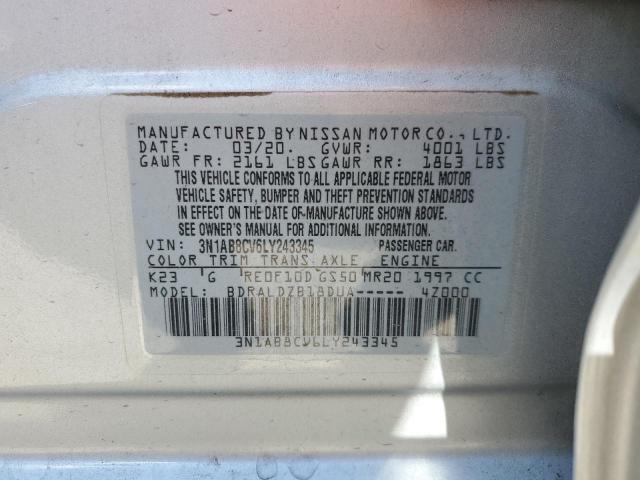 MANUFACTURED BY NISSAN MOTOR CO., LTD.
DATE: 03/20. GVWR: 4001 LBS
GAWR FR: 2161 LBS GAWR RR: 1863 LBS
THIS VEHICLE CONFORMS TO ALL APPLICABLE FEDERAL MOTOR
VEHICLE SAFETY, BUMPER AND THEFT PREVENTION STANDARDS
IN EFFECT ON THE DATE OF-MANUFACTURE SHOWN ABOVE.
SEE OWNER'S MANUAL FOR ADDITIONAL INFORMATION.
VIN: 3N1AB8CV6LY243345 PASSENGER CAR.
COLOR TRIM TRANS. AXLE ENGINE
K23 G RE0F10D GS50 MR20 1997 CC
MODEL: BDRALDZB18DUA----- 4Z000
3N1AB8CV6LY243345